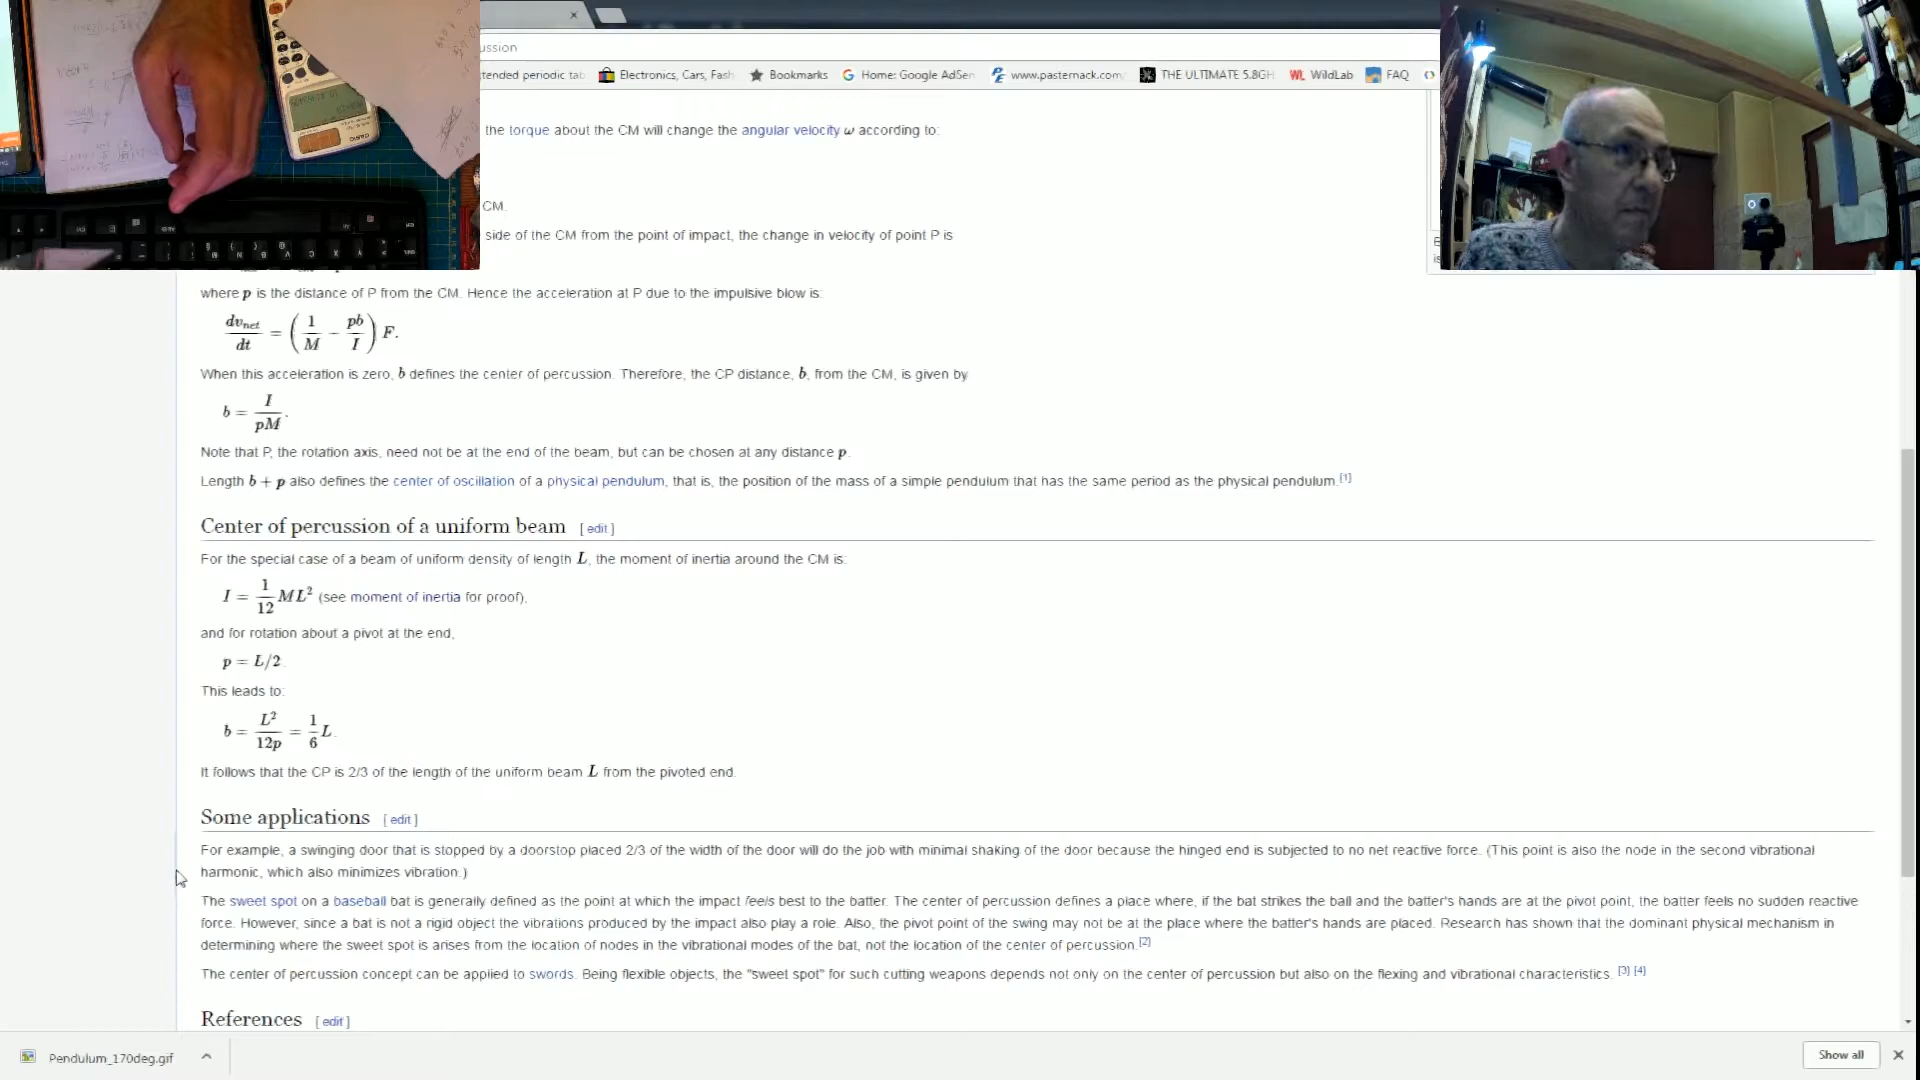 ussion
tended periodic tab Electronics, Cars, Fash Bookmarks Home: Google AdSen www.pasternack.com/ THE ULTIMATE 5.8GH WildLab FAQ
the torque about the CM will change the angular velocity ω according to:
CM.
side of the CM from the point of impact, the change in velocity of point P is
where p is the distance of P from the CM. Hence the acceleration at P due to the impulsive blow is:
dv_net/dt = (1/M − pb/I) F.
When this acceleration is zero, b defines the center of percussion. Therefore, the CP distance, b, from the CM, is given by
b = I/pM.
Note that P, the rotation axis, need not be at the end of the beam, but can be chosen at any distance p.
Length b + p also defines the center of oscillation of a physical pendulum, that is, the position of the mass of a simple pendulum that has the same period as the physical pendulum.[1]
Center of percussion of a uniform beam [ edit ]
For the special case of a beam of uniform density of length L, the moment of inertia around the CM is:
I = 1/12 ML² (see moment of inertia for proof),
and for rotation about a pivot at the end,
p = L/2.
This leads to:
b = L²/12p = 1/6 L.
It follows that the CP is 2/3 of the length of the uniform beam L from the pivoted end.
Some applications [ edit ]
For example, a swinging door that is stopped by a doorstop placed 2/3 of the width of the door will do the job with minimal shaking of the door because the hinged end is subjected to no net reactive force. (This point is also the node in the second vibrational
harmonic, which also minimizes vibration.)
The sweet spot on a baseball bat is generally defined as the point at which the impact feels best to the batter. The center of percussion defines a place where, if the bat strikes the ball and the batter's hands are at the pivot point, the batter feels no sudden reactive
force. However, since a bat is not a rigid object the vibrations produced by the impact also play a role. Also, the pivot point of the swing may not be at the place where the batter's hands are placed. Research has shown that the dominant physical mechanism in
determining where the sweet spot is arises from the location of nodes in the vibrational modes of the bat, not the location of the center of percussion.[2]
The center of percussion concept can be applied to swords. Being flexible objects, the "sweet spot" for such cutting weapons depends not only on the center of percussion but also on the flexing and vibrational characteristics. [3] [4]
References [ edit ]
Pendulum_170deg.gif
Show all